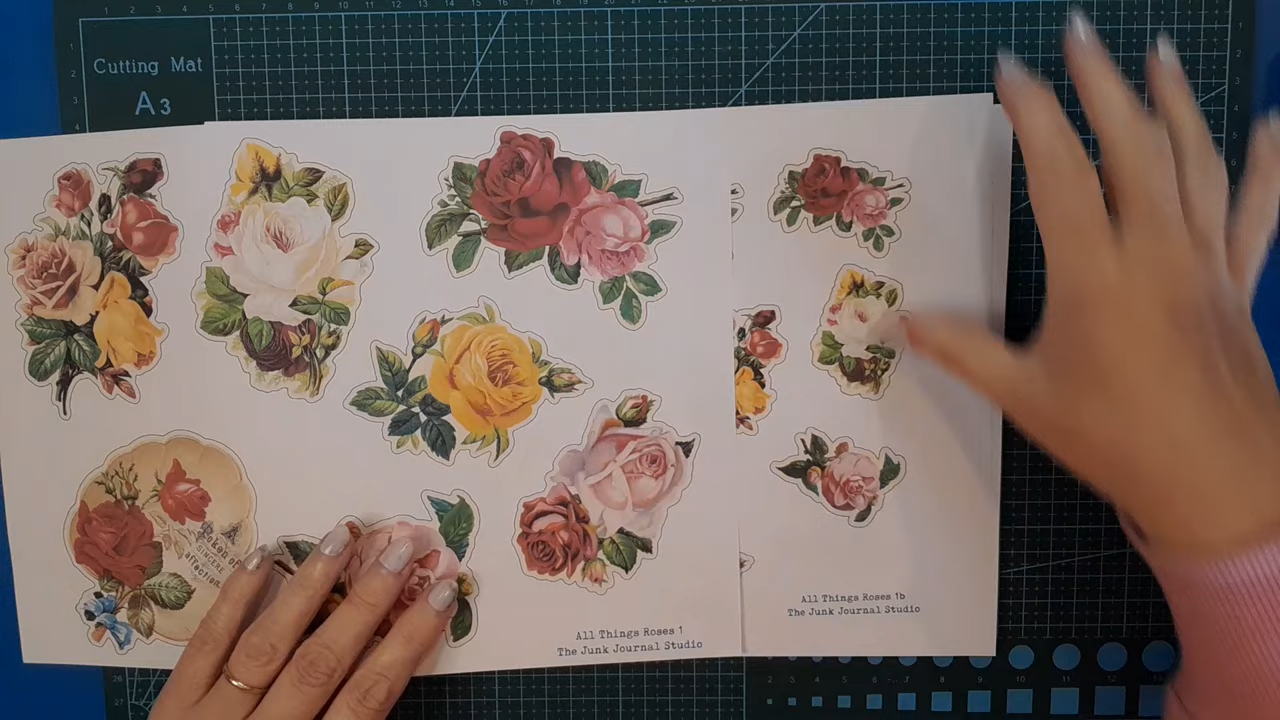 Cutting Mat
A3
Token of
SINCERE
affection
All Things Roses 1
The Junk Journal Studio
All Things Roses 1b
The Junk Journal Studio